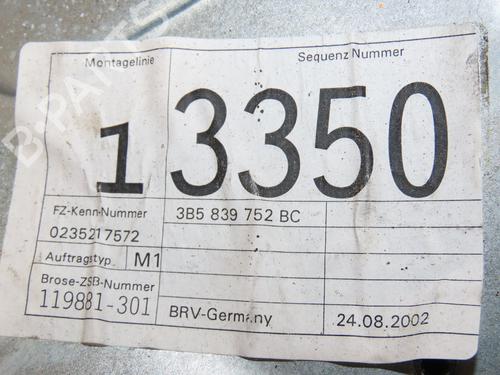 Montagelinie
Sequenz Nummer
1
3350
FZ-Kenn-Nummer
3B5 839 752 BC
0235217572
Auftragstyp
M1
Brose-ZSB-Nummer
119881-301
BRV-Germany
24.08.2002
B-PARTS